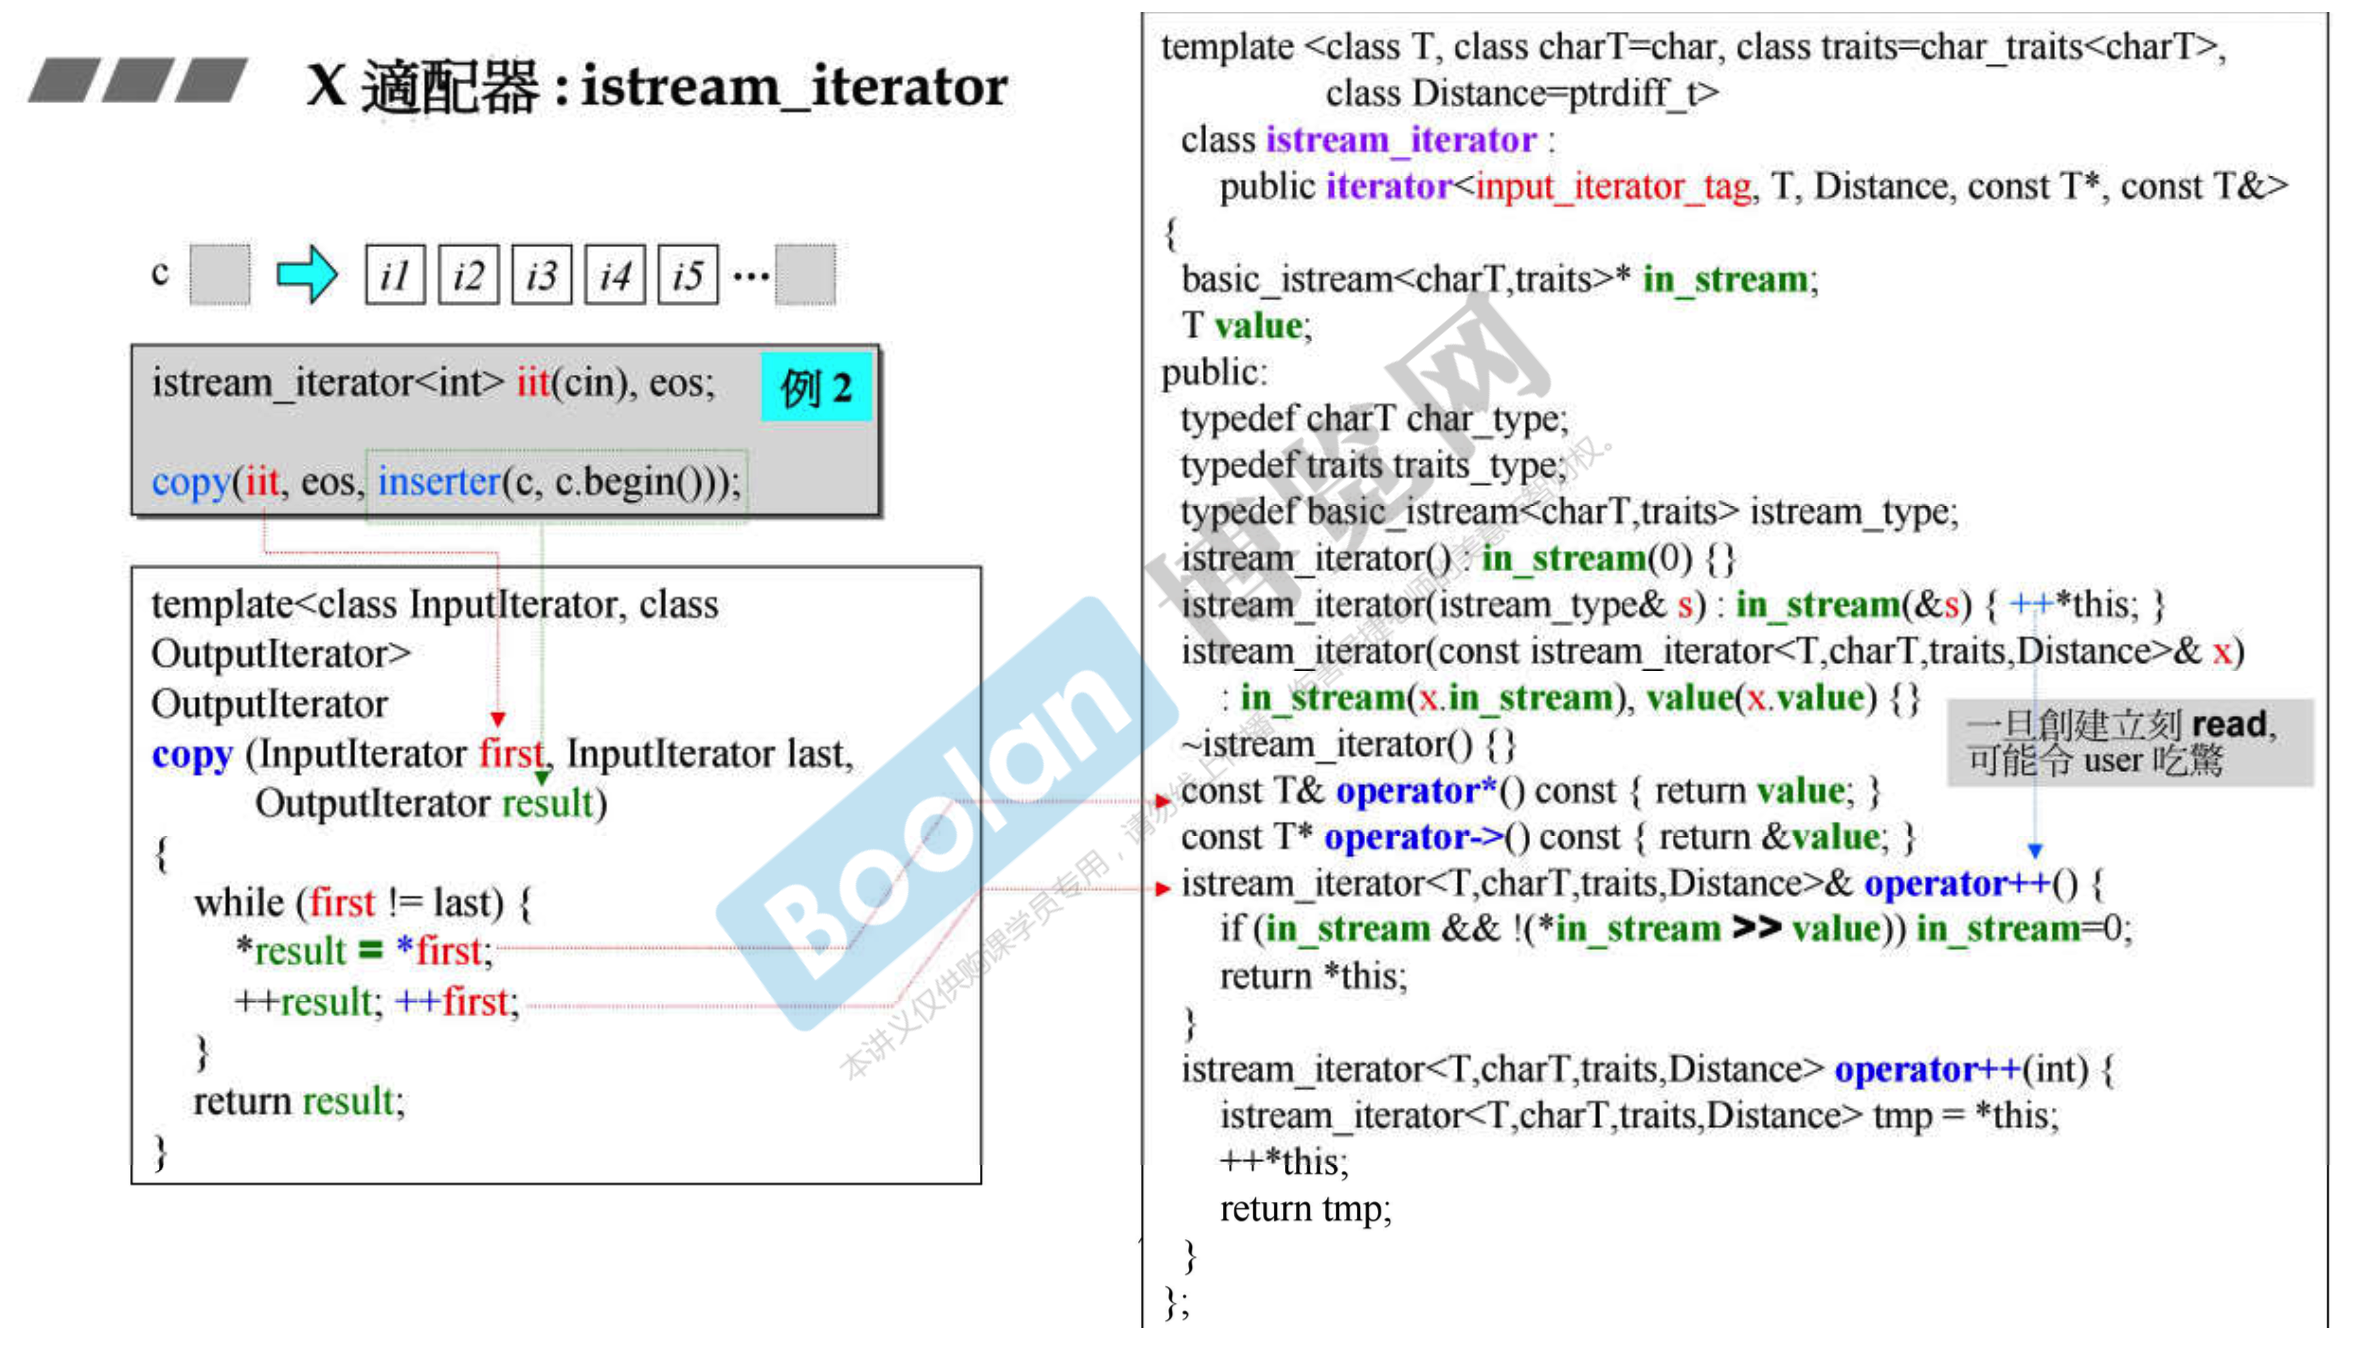 X 適配器 : istream_iterator
c i1 i2 i3 i4 i5 ...
istream_iterator<int> iit(cin), eos;
例 2
copy(iit, eos, inserter(c, c.begin()));
template<class InputIterator, class
OutputIterator>
OutputIterator
copy (InputIterator first, InputIterator last,
OutputIterator result)
{
while (first != last) {
*result = *first;
++result; ++first;
}
return result;
}
template <class T, class charT=char, class traits=char_traits<charT>,
class Distance=ptrdiff_t>
class istream_iterator :
public iterator<input_iterator_tag, T, Distance, const T*, const T&>
{
basic_istream<charT,traits>* in_stream;
T value;
public:
typedef charT char_type;
typedef traits traits_type;
typedef basic_istream<charT,traits> istream_type;
istream_iterator() : in_stream(0) {}
istream_iterator(istream_type& s) : in_stream(&s) { ++*this; }
istream_iterator(const istream_iterator<T,charT,traits,Distance>& x)
: in_stream(x.in_stream), value(x.value) {}
~istream_iterator() {}
一旦創建立刻 read,
可能令 user 吃驚
const T& operator*() const { return value; }
const T* operator->() const { return &value; }
istream_iterator<T,charT,traits,Distance>& operator++() {
if (in_stream && !(*in_stream >> value)) in_stream=0;
return *this;
}
istream_iterator<T,charT,traits,Distance> operator++(int) {
istream_iterator<T,charT,traits,Distance> tmp = *this;
++*this;
return tmp;
}
};
Boolan 博览网
本讲义仅供购课学员专用，请勿线上传播